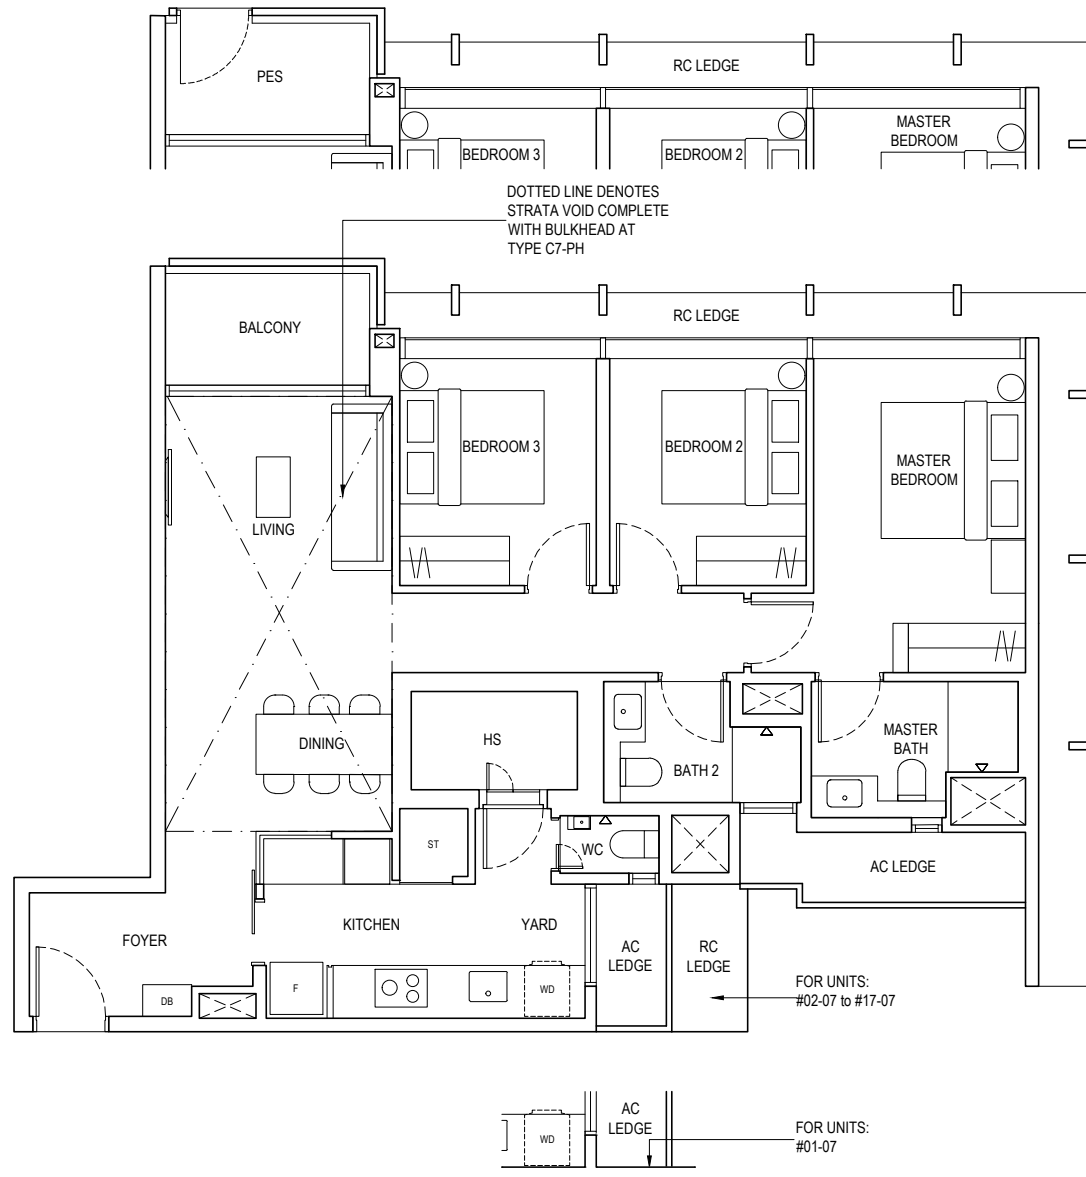 PES
RC LEDGE
MASTER
BEDROOM
BEDROOM 3
BEDROOM 2
DOTTED LINE DENOTES
STRATA VOID COMPLETE
WITH BULKHEAD AT
TYPE C7-PH
BALCONY
RC LEDGE
BEDROOM 3
BEDROOM 2
MASTER
BEDROOM
LIVING
DINING
HS
BATH 2
MASTER
BATH
ST
WC
AC LEDGE
FOYER
KITCHEN
YARD
AC
LEDGE
RC
LEDGE
DB
F
WD
FOR UNITS:
#02-07 to #17-07
AC
LEDGE
WD
FOR UNITS:
#01-07